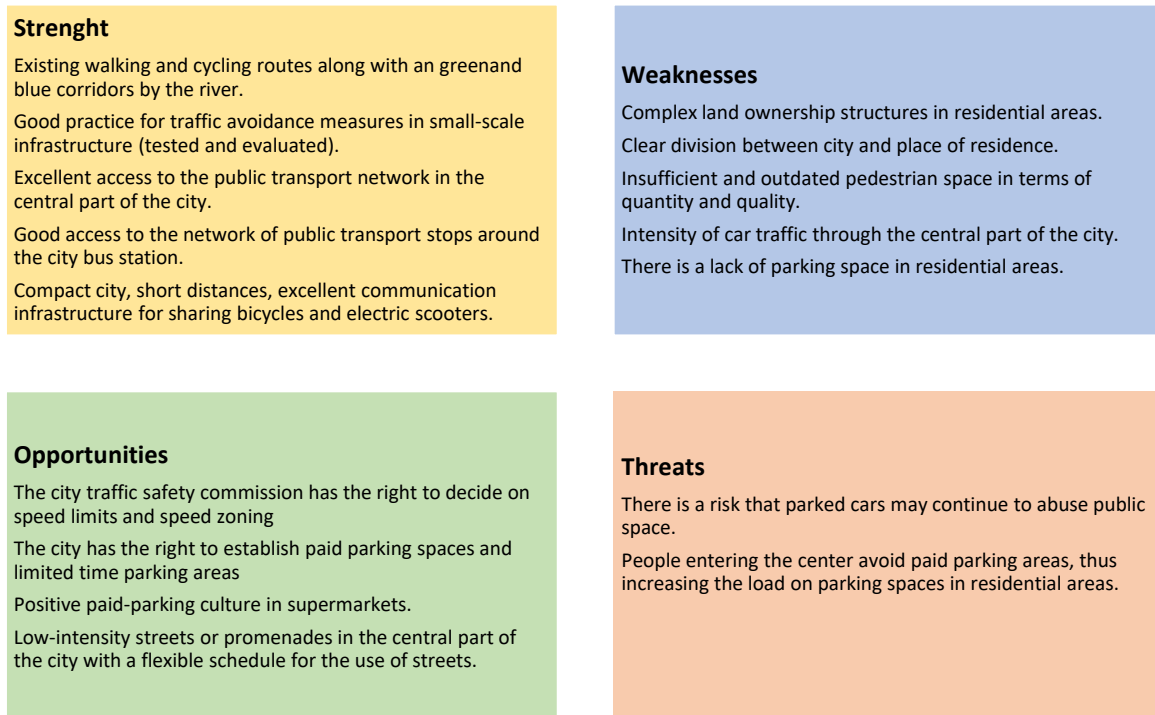 Strenght
Existing walking and cycling routes along with an greenand
blue corridors by the river.
Good practice for traffic avoidance measures in small-scale
infrastructure (tested and evaluated).
Excellent access to the public transport network in the
central part of the city.
Good access to the network of public transport stops around
the city bus station.
Compact city, short distances, excellent communication
infrastructure for sharing bicycles and electric scooters.
Weaknesses
Complex land ownership structures in residential areas.
Clear division between city and place of residence.
Insufficient and outdated pedestrian space in terms of
quantity and quality.
Intensity of car traffic through the central part of the city.
There is a lack of parking space in residential areas.
Opportunities
The city traffic safety commission has the right to decide on
speed limits and speed zoning
The city has the right to establish paid parking spaces and
limited time parking areas
Positive paid-parking culture in supermarkets.
Low-intensity streets or promenades in the central part of
the city with a flexible schedule for the use of streets.
Threats
There is a risk that parked cars may continue to abuse public
space.
People entering the center avoid paid parking areas, thus
increasing the load on parking spaces in residential areas.